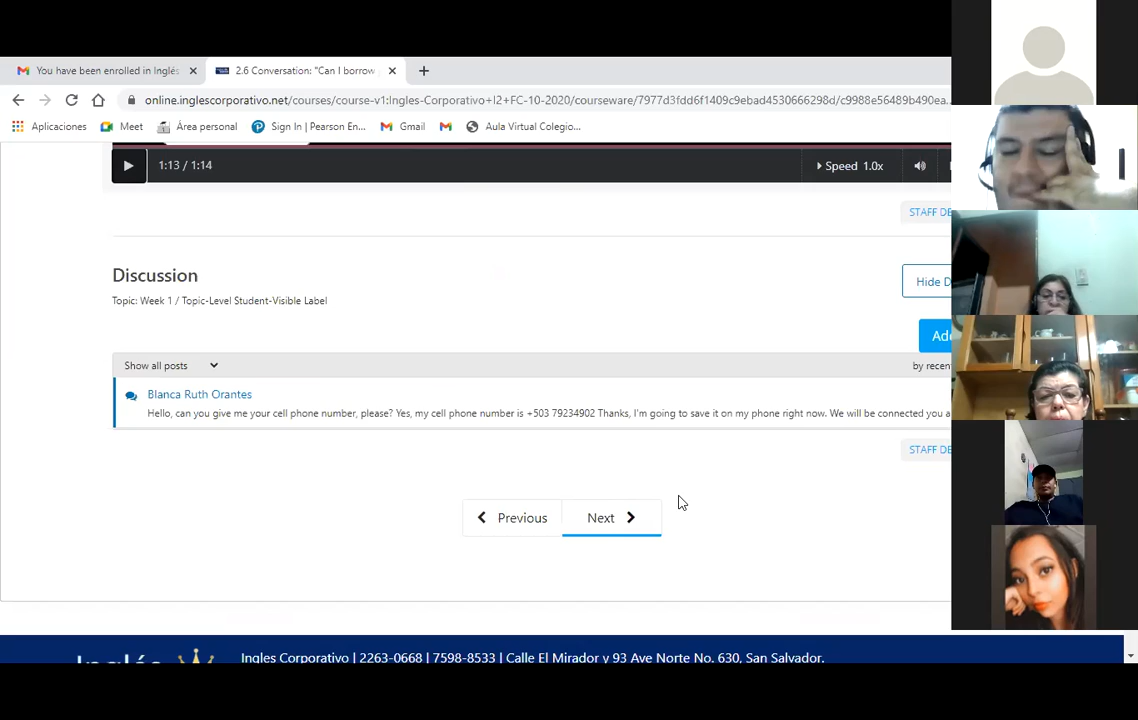 You have been enrolled in Inglés
2.6 Conversation: "Can I borrow
online.inglescorporativo.net/courses/course-v1:Ingles-Corporativo+I2+FC-10-2020/courseware/7977d3fdd6f1409c9ebad4530666298d/c9988e56489b490ea...
Aplicaciones Meet Área personal Sign In | Pearson En... Gmail Aula Virtual Colegio...
1:13 / 1:14 Speed 1.0x
STAFF DE
Discussion
Hide D
Topic: Week 1 / Topic-Level Student-Visible Label
Add
Show all posts by recen
Blanca Ruth Orantes
Hello, can you give me your cell phone number, please? Yes, my cell phone number is +503 79234902 Thanks, I'm going to save it on my phone right now. We will be connected you a
STAFF DE
Previous Next
Inglés
Ingles Corporativo | 2263-0668 | 7598-8533 | Calle El Mirador y 93 Ave Norte No. 630, San Salvador.